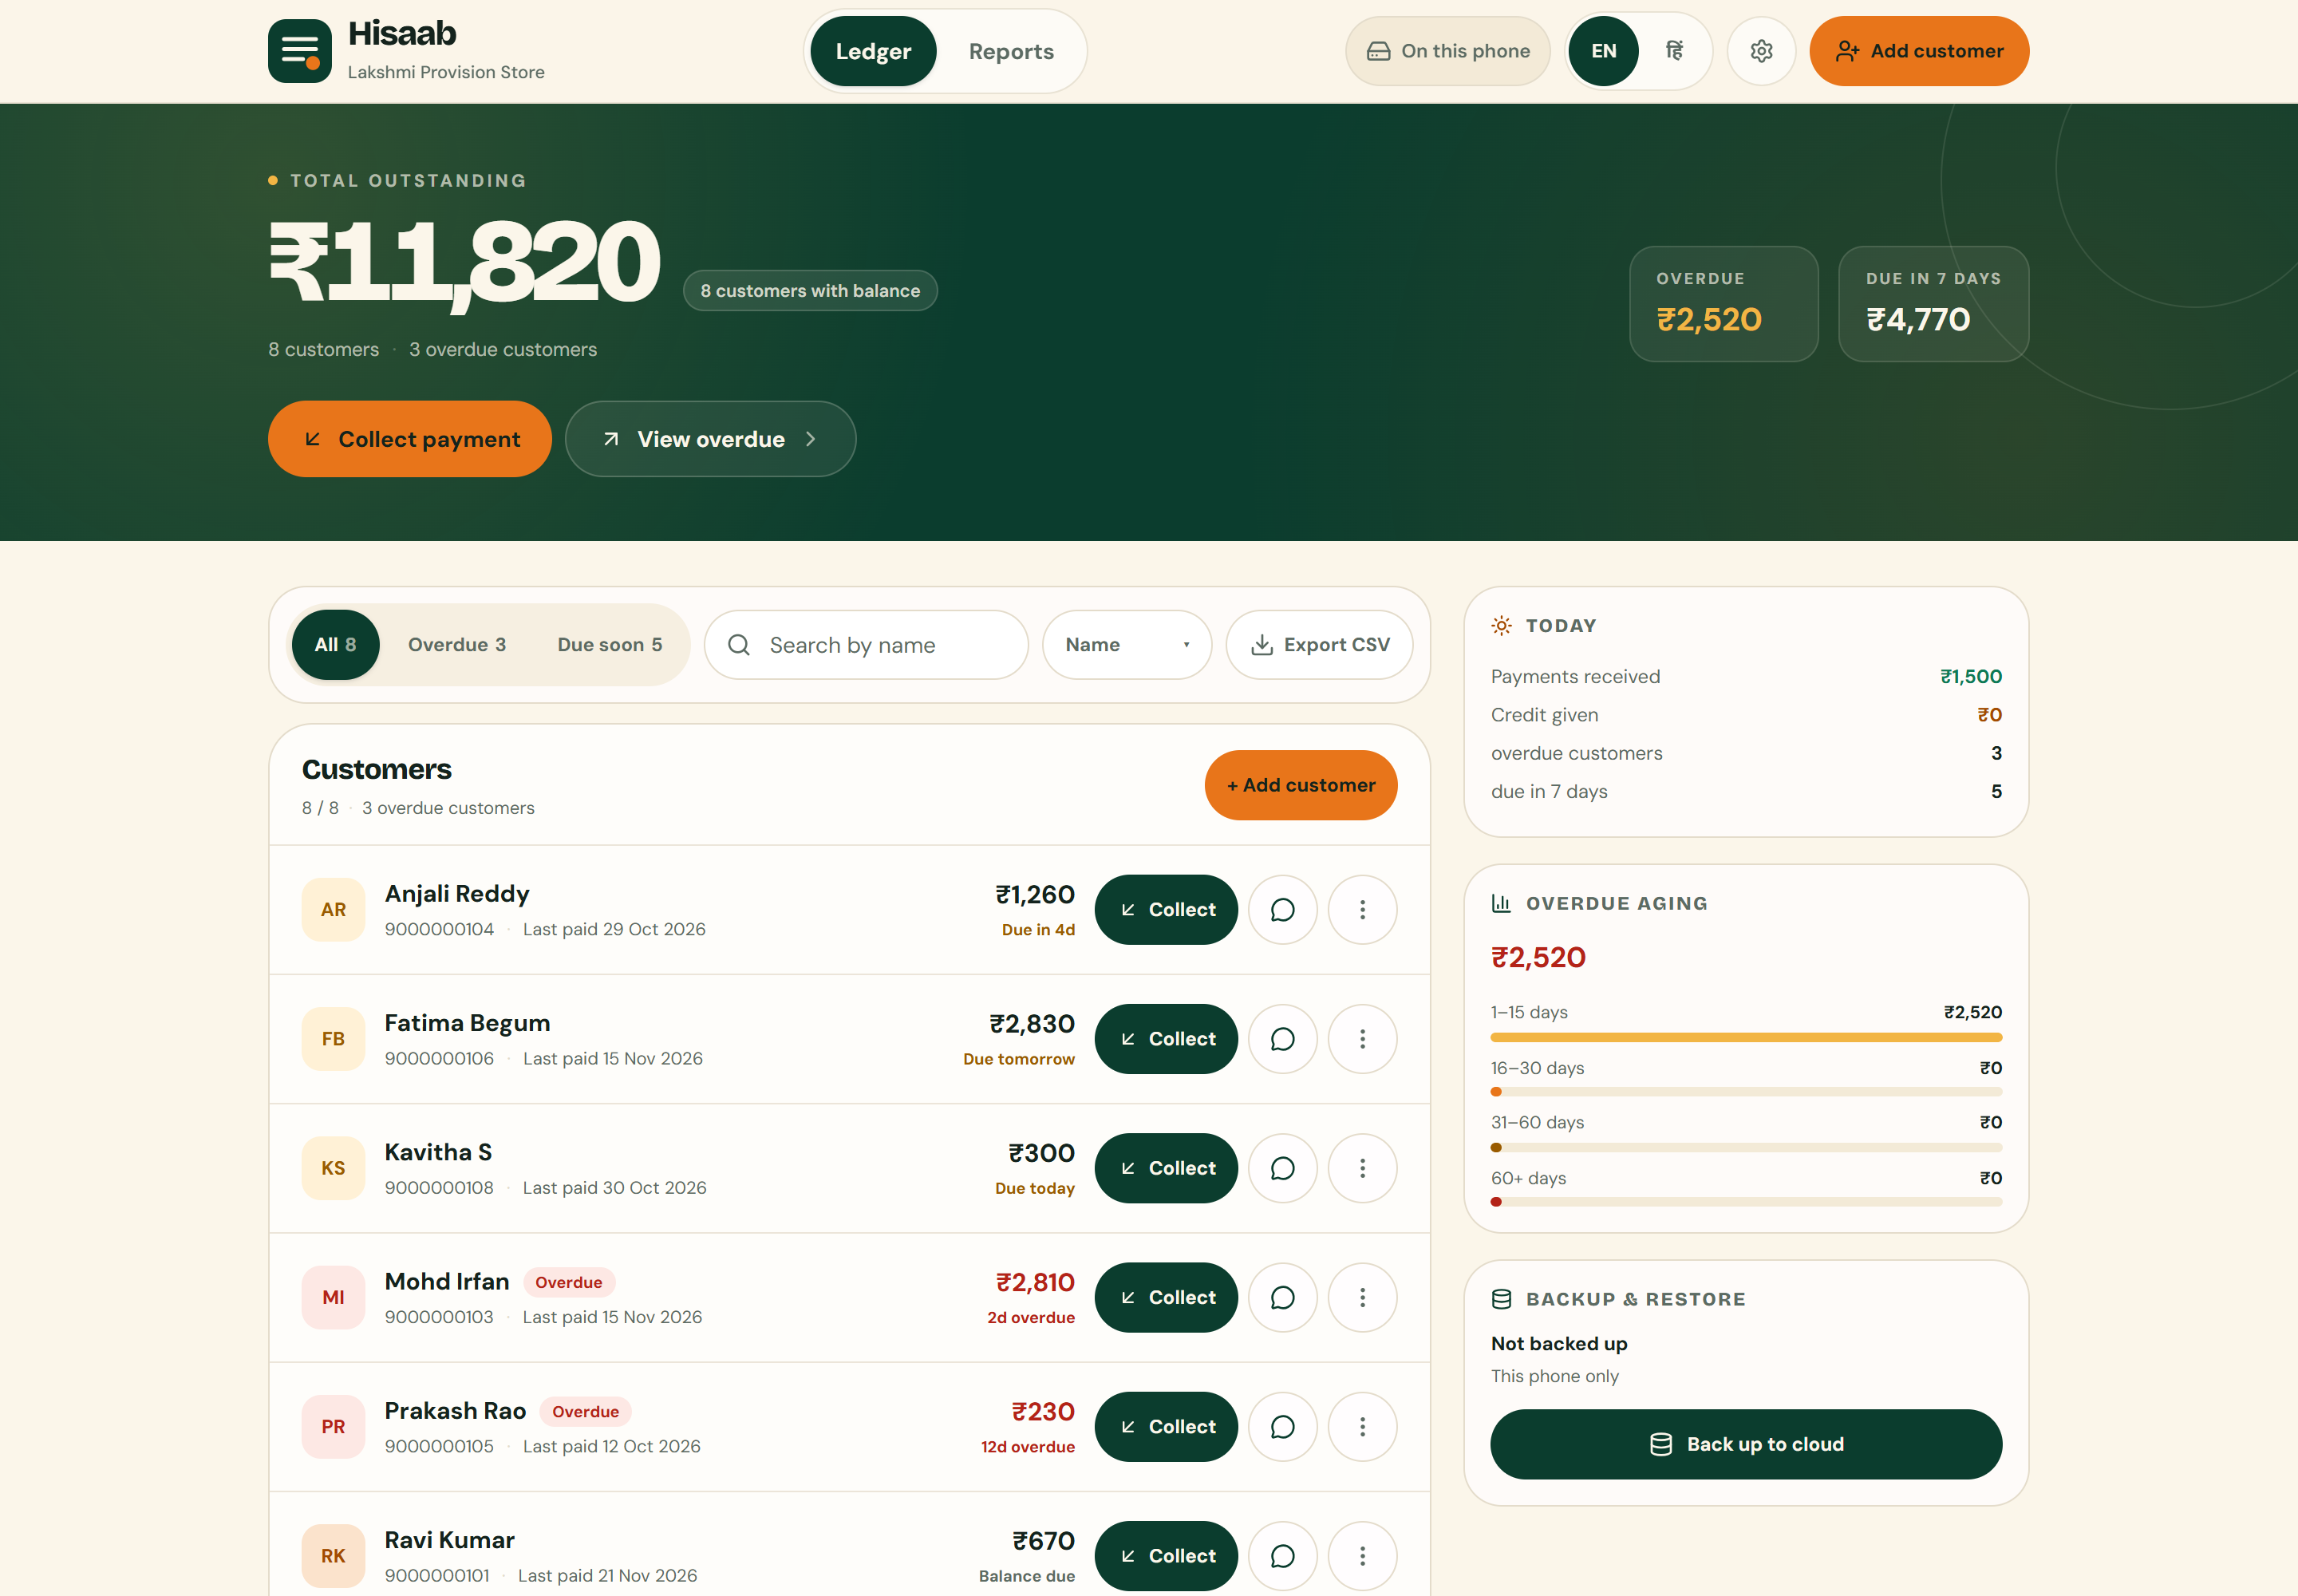 Hisaab
Lakshmi Provision Store
Ledger
Reports
On this phone
EN
हिं
Add customer
TOTAL OUTSTANDING
₹11,820
8 customers with balance
8 customers · 3 overdue customers
Collect payment
View overdue
OVERDUE
₹2,520
DUE IN 7 DAYS
₹4,770
All 8
Overdue 3
Due soon 5
Search by name
Name
Export CSV
Customers
8 / 8 · 3 overdue customers
+ Add customer
AR
Anjali Reddy
9000000104 · Last paid 29 Oct 2026
₹1,260
Due in 4d
Collect
FB
Fatima Begum
9000000106 · Last paid 15 Nov 2026
₹2,830
Due tomorrow
Collect
KS
Kavitha S
9000000108 · Last paid 30 Oct 2026
₹300
Due today
Collect
MI
Mohd Irfan
Overdue
9000000103 · Last paid 15 Nov 2026
₹2,810
2d overdue
Collect
PR
Prakash Rao
Overdue
9000000105 · Last paid 12 Oct 2026
₹230
12d overdue
Collect
RK
Ravi Kumar
9000000101 · Last paid 21 Nov 2026
₹670
Balance due
Collect
TODAY
Payments received ₹1,500
Credit given ₹0
overdue customers 3
due in 7 days 5
OVERDUE AGING
₹2,520
1–15 days ₹2,520
16–30 days ₹0
31–60 days ₹0
60+ days ₹0
BACKUP & RESTORE
Not backed up
This phone only
Back up to cloud